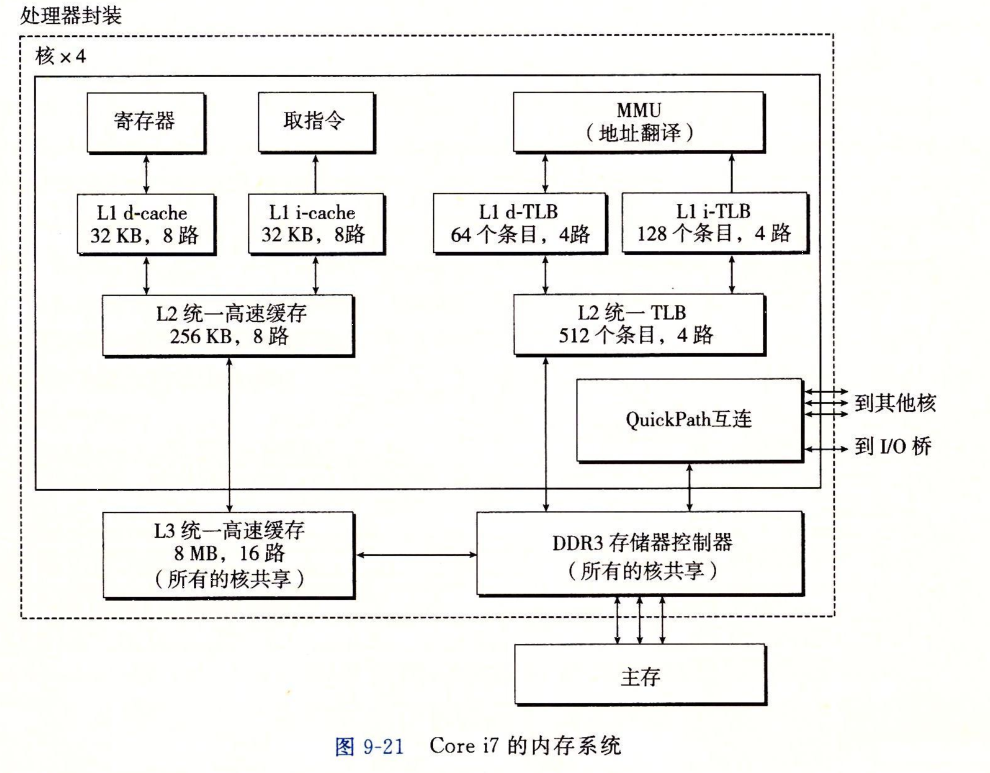 处理器封装
核×4
寄存器
取指令
MMU
（地址翻译）
L1 d-cache
32 KB，8 路
L1 i-cache
32 KB，8路
L1 d-TLB
64 个条目，4路
L1 i-TLB
128 个条目，4 路
L2 统一高速缓存
256 KB，8 路
L2 统一 TLB
512 个条目，4 路
QuickPath互连
到其他核
到 I/O 桥
L3 统一高速缓存
8 MB，16 路
（所有的核共享）
DDR3 存储器控制器
（所有的核共享）
主存
图 9-21 Core i7 的内存系统